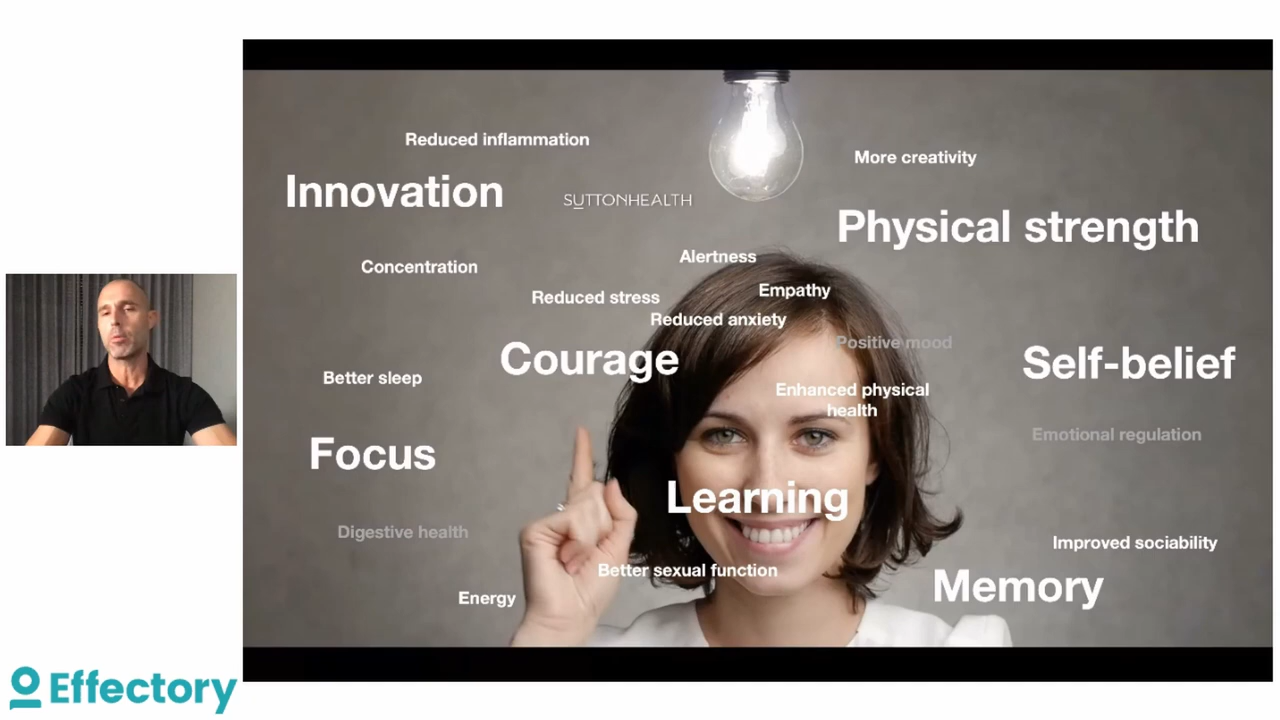 Reduced inflammation
More creativity
Innovation
SUTTONHEALTH
Physical strength
Alertness
Concentration
Empathy
Reduced stress
Reduced anxiety
Positive mood
Courage
Self-belief
Better sleep
Enhanced physical
health
Emotional regulation
Focus
Learning
Digestive health
Improved sociability
Better sexual function
Memory
Energy
Effectory